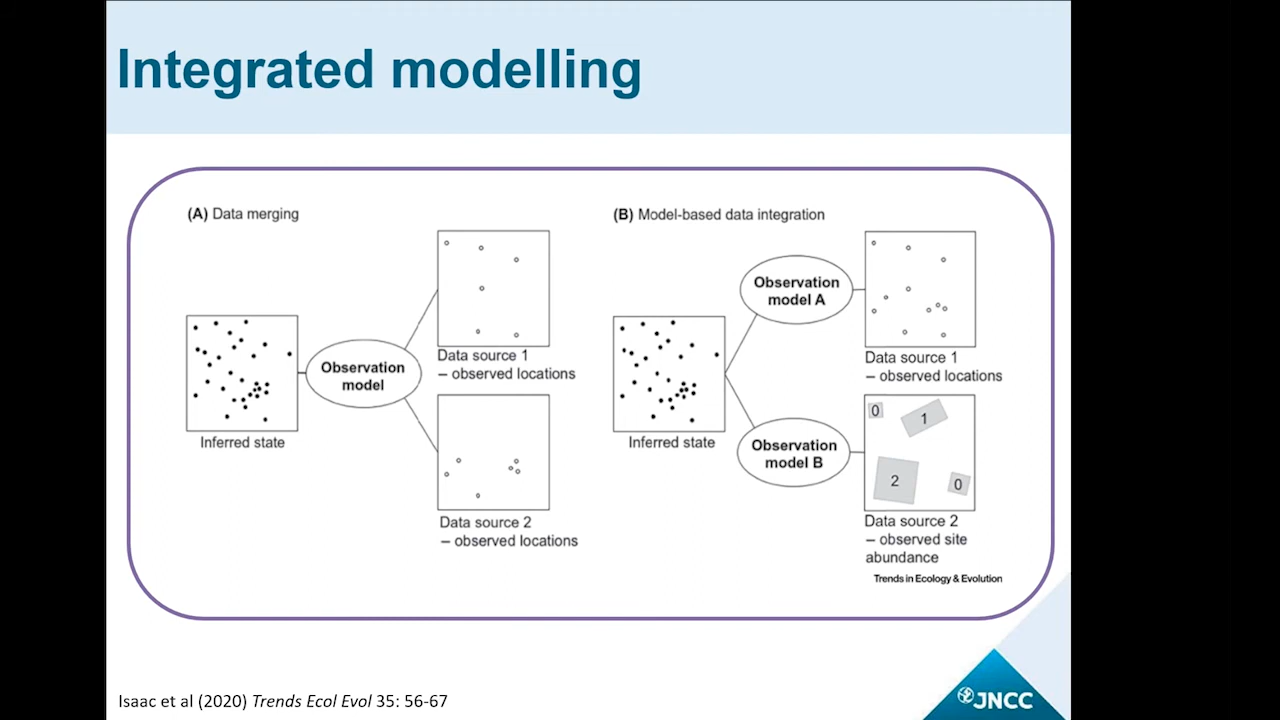 Integrated modelling
(A) Data merging
Inferred state
Observation
model
Data source 1
– observed locations
Data source 2
– observed locations
(B) Model-based data integration
Inferred state
Observation
model A
Observation
model B
Data source 1
– observed locations
0
1
2
0
Data source 2
– observed site
abundance
Trends in Ecology & Evolution
Isaac et al (2020) Trends Ecol Evol 35: 56-67
JNCC